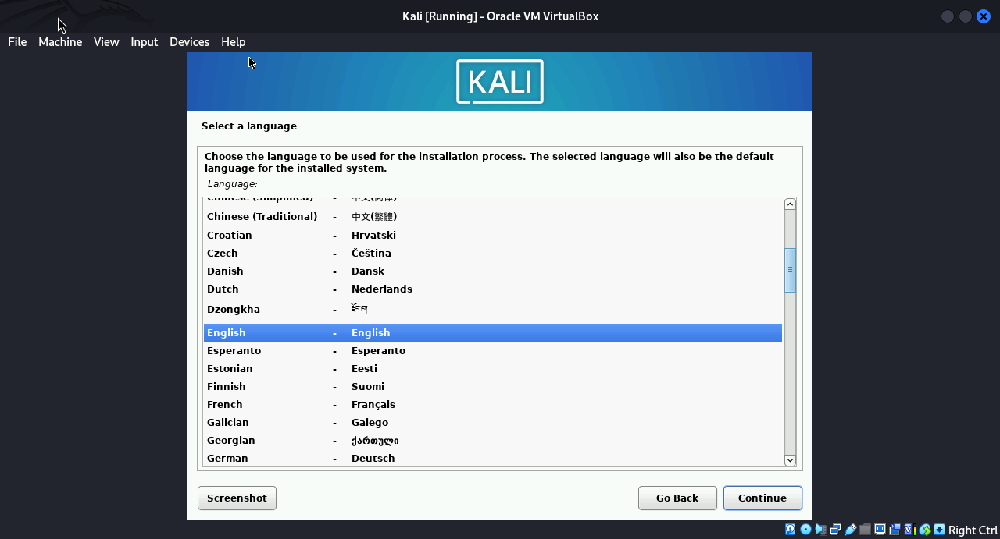 Kali [Running] - Oracle VM VirtualBox
File Machine View Input Devices Help
KALI
Select a language
Choose the language to be used for the installation process. The selected language will also be the default
language for the installed system.
Language:
Chinese (Simplified) - 中文(简体)
Chinese (Traditional) - 中文(繁體)
Croatian - Hrvatski
Czech - Čeština
Danish - Dansk
Dutch - Nederlands
Dzongkha - རྫོང་ཁ།
English - English
Esperanto - Esperanto
Estonian - Eesti
Finnish - Suomi
French - Français
Galician - Galego
Georgian - ქართული
German - Deutsch
Screenshot Go Back Continue
Right Ctrl